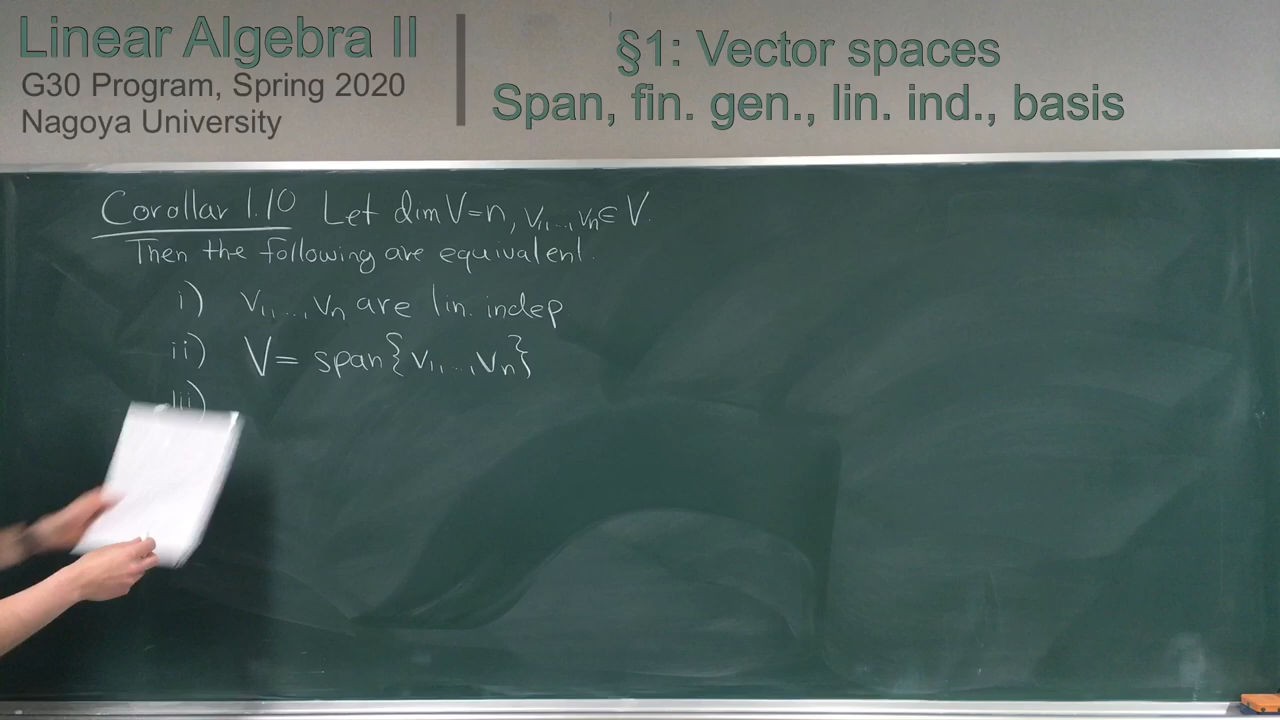 Linear Algebra II
G30 Program, Spring 2020
Nagoya University
§1: Vector spaces
Span, fin. gen., lin. ind., basis
Corollar 1.10 Let dim V=n, v₁,...,vₙ∈V.
Then the following are equivalent.
i) v₁,...,vₙ are lin. indep
ii) V= span{v₁,...,vₙ}
iii)